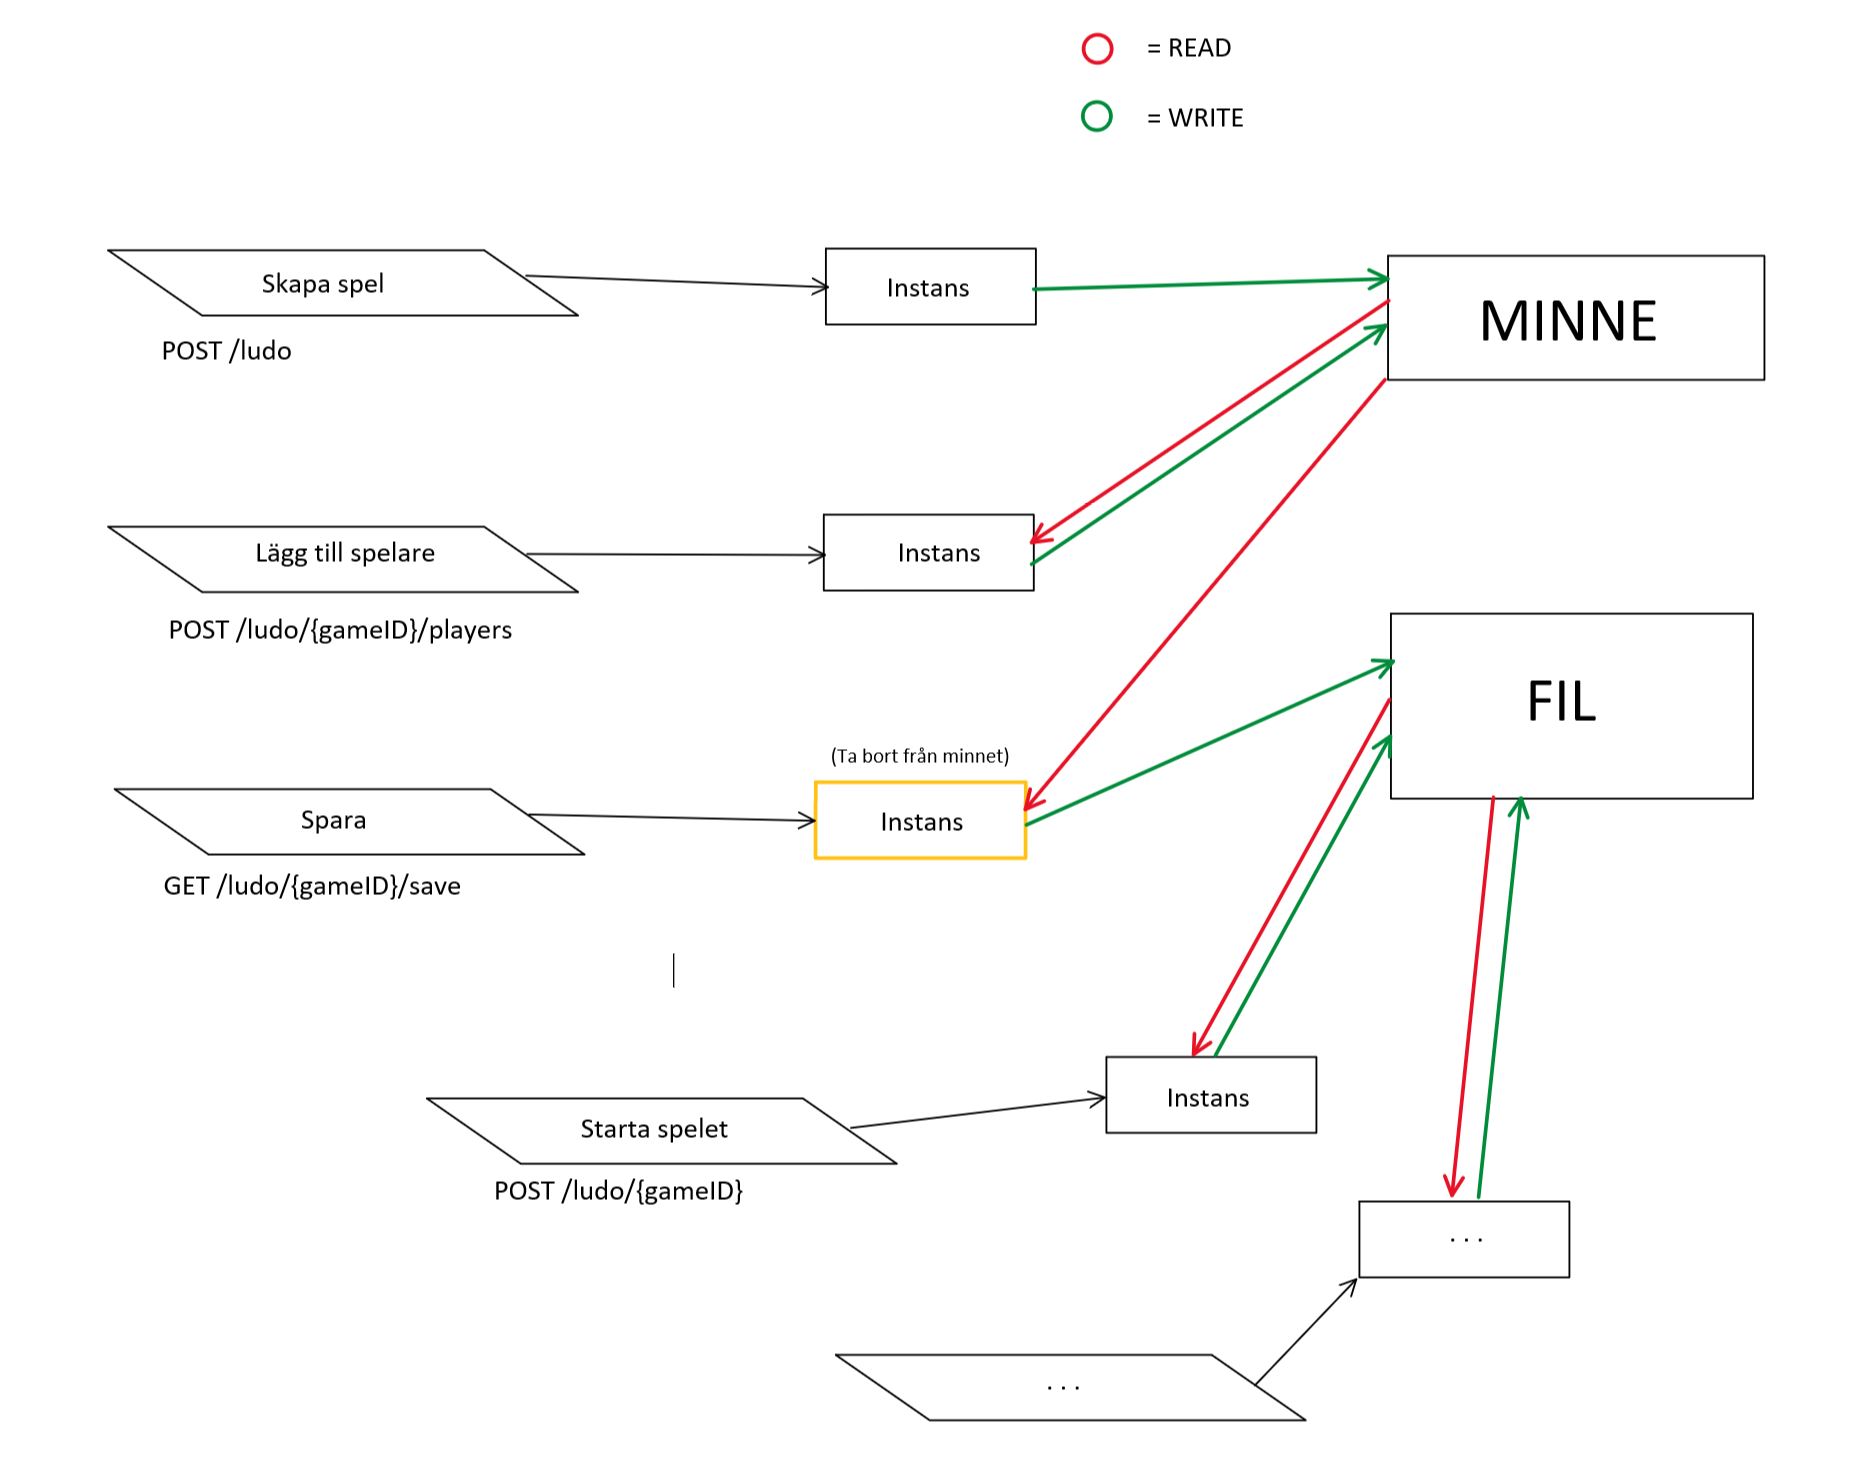 = READ
= WRITE
Skapa spel
Instans
MINNE
POST /ludo
Lägg till spelare
Instans
POST /ludo/{gameID}/players
FIL
(Ta bort från minnet)
Spara
Instans
GET /ludo/{gameID}/save
Instans
Starta spelet
POST /ludo/{gameID}
. . .
. . .